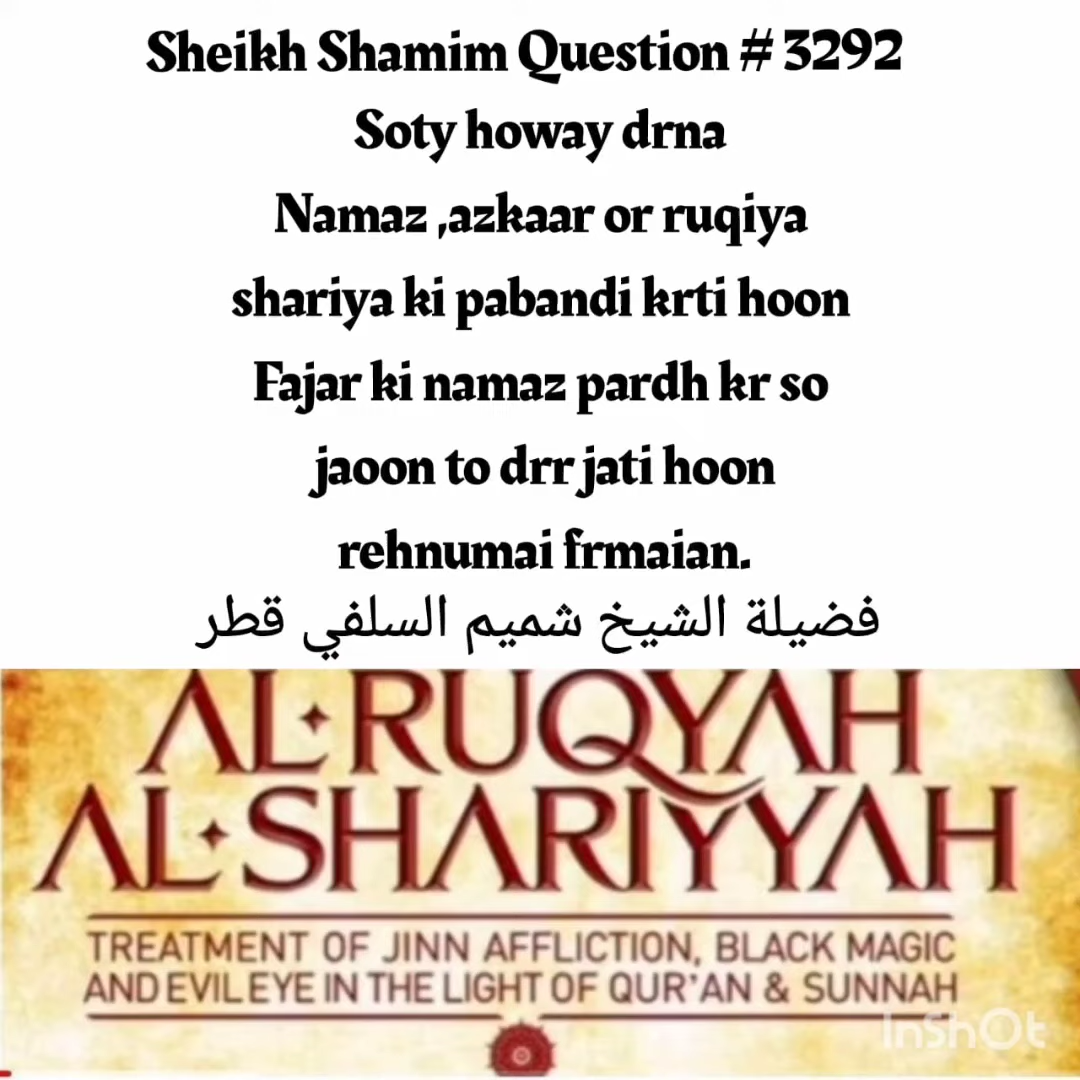 Sheikh Shamim Question # 3292
Soty howay drna
Namaz ,azkaar or ruqiya
shariya ki pabandi krti hoon
Fajar ki namaz pardh kr so
jaoon to drr jati hoon
rehnumai frmaian.
فضيلة الشيخ شميم السلفي قطر
AL·RUQYAH
AL·SHARIYYAH
TREATMENT OF JINN AFFLICTION, BLACK MAGIC
AND EVIL EYE IN THE LIGHT OF QUR'AN & SUNNAH
InShOt